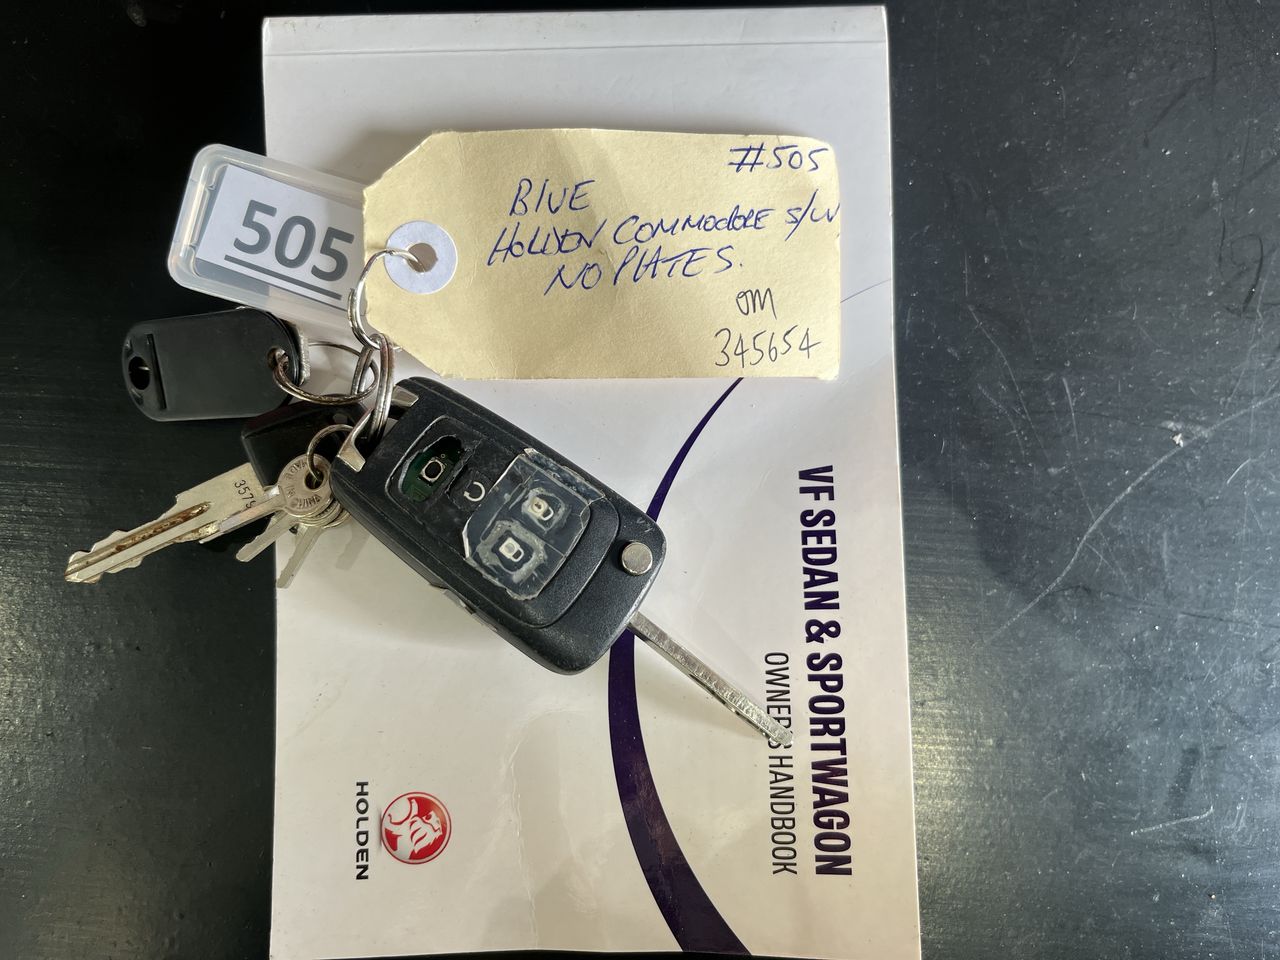 #505
BLUE
HOLDEN COMMODORE S/W
NO PLATES.
OM
345654
505
VF SEDAN & SPORTWAGON
OWNER'S HANDBOOK
HOLDEN